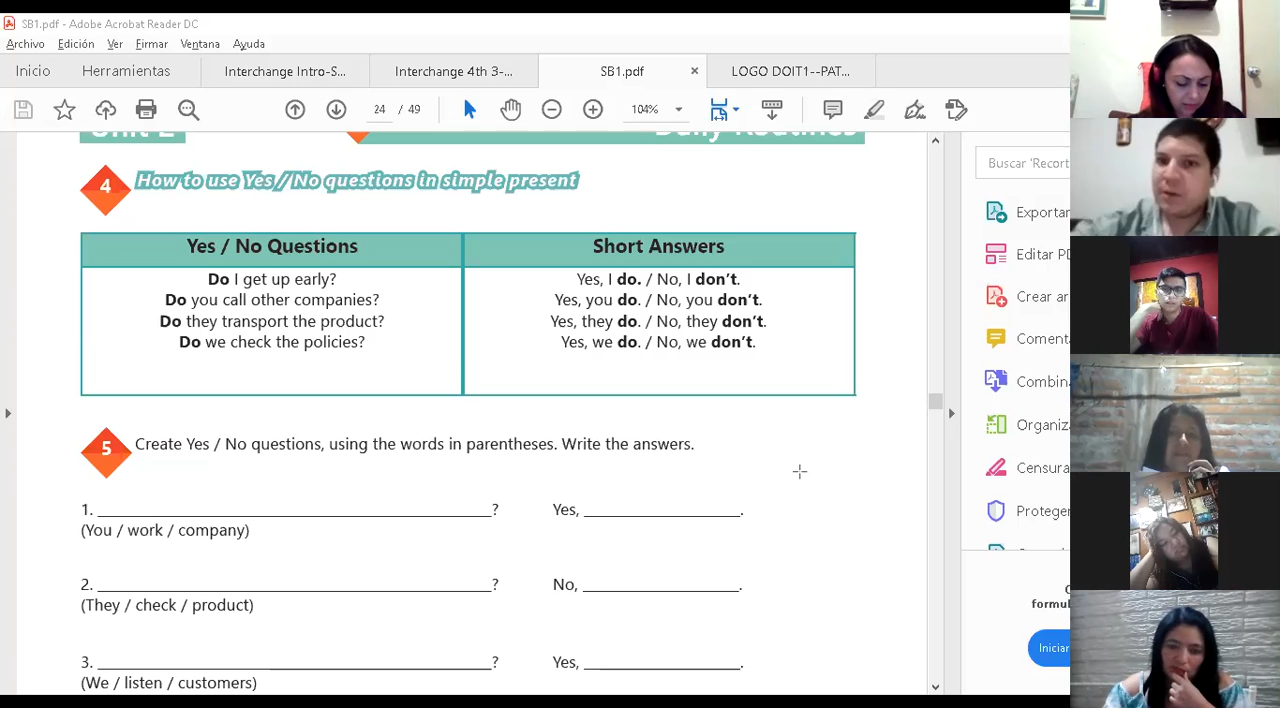 SB1.pdf - Adobe Acrobat Reader DC
Archivo Edición Ver Firmar Ventana Ayuda
Inicio Herramientas Interchange Intro-S... Interchange 4th 3-... SB1.pdf × LOGO DOIT1--PAT...
24 / 49 104%
Unit 2 Daily Routines
4 How to use Yes / No questions in simple present
Yes / No Questions Short Answers
Do I get up early? Yes, I do. / No, I don't.
Do you call other companies? Yes, you do. / No, you don't.
Do they transport the product? Yes, they do. / No, they don't.
Do we check the policies? Yes, we do. / No, we don't.
5 Create Yes / No questions, using the words in parentheses. Write the answers.
1. ? Yes, .
(You / work / company)
2. ? No, .
(They / check / product)
3. ? Yes, .
(We / listen / customers)
Buscar 'Recort
Exportar
Editar PD
Crear ar
Comenta
Combin
Organiz
Censura
Proteger
formul
Iniciar